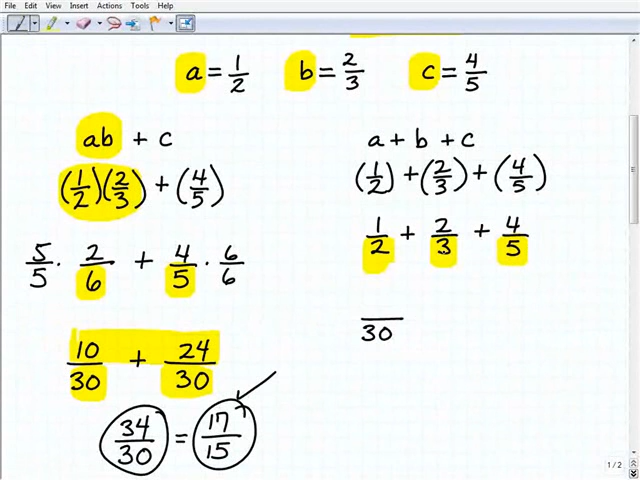 File Edit View Insert Actions Tools Help
a = 1/2 b = 2/3 c = 4/5
ab + c
(1/2)(2/3) + (4/5)
5/5 · 2/6 + 4/5 · 6/6
10/30 + 24/30
34/30 = 17/15
a + b + c
(1/2) + (2/3) + (4/5)
1/2 + 2/3 + 4/5
/30
1/2